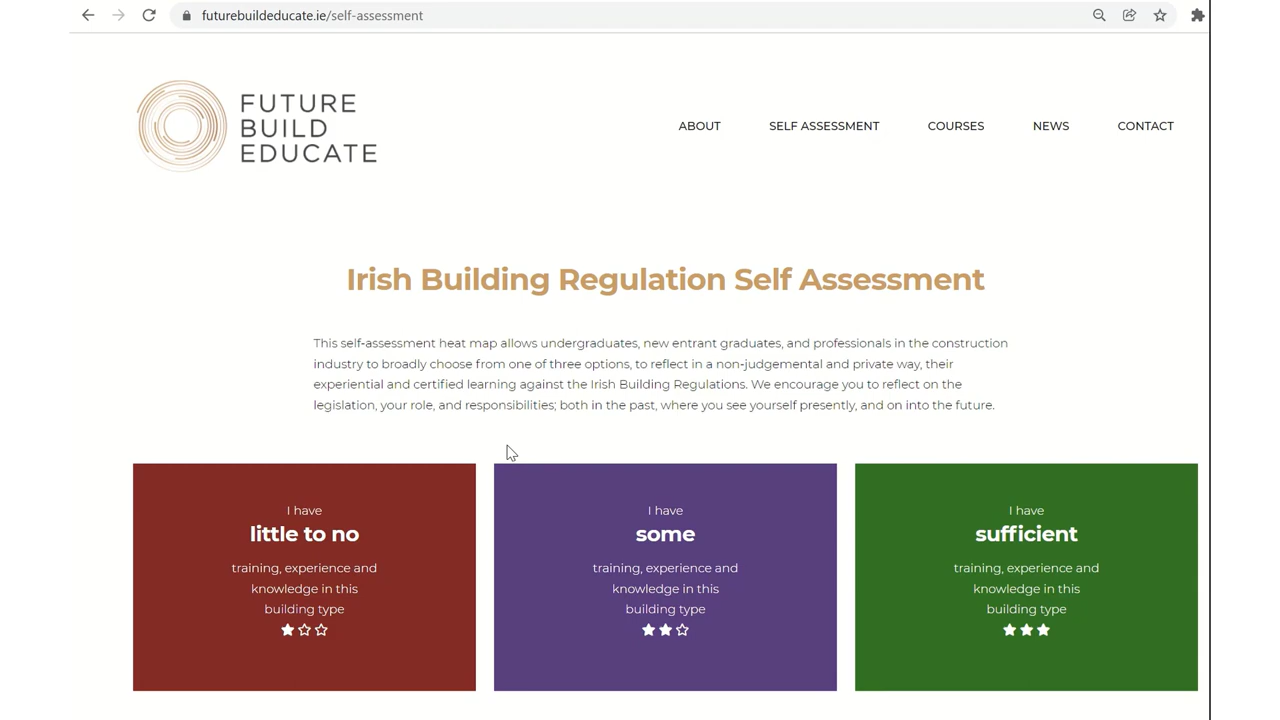 futurebuildeducate.ie/self-assessment
FUTURE
BUILD
EDUCATE
ABOUT SELF ASSESSMENT COURSES NEWS CONTACT
Irish Building Regulation Self Assessment
This self-assessment heat map allows undergraduates, new entrant graduates, and professionals in the construction
industry to broadly choose from one of three options, to reflect in a non-judgemental and private way, their
experiential and certified learning against the Irish Building Regulations. We encourage you to reflect on the
legislation, your role, and responsibilities; both in the past, where you see yourself presently, and on into the future.
I have
little to no
training, experience and
knowledge in this
building type
I have
some
training, experience and
knowledge in this
building type
I have
sufficient
training, experience and
knowledge in this
building type